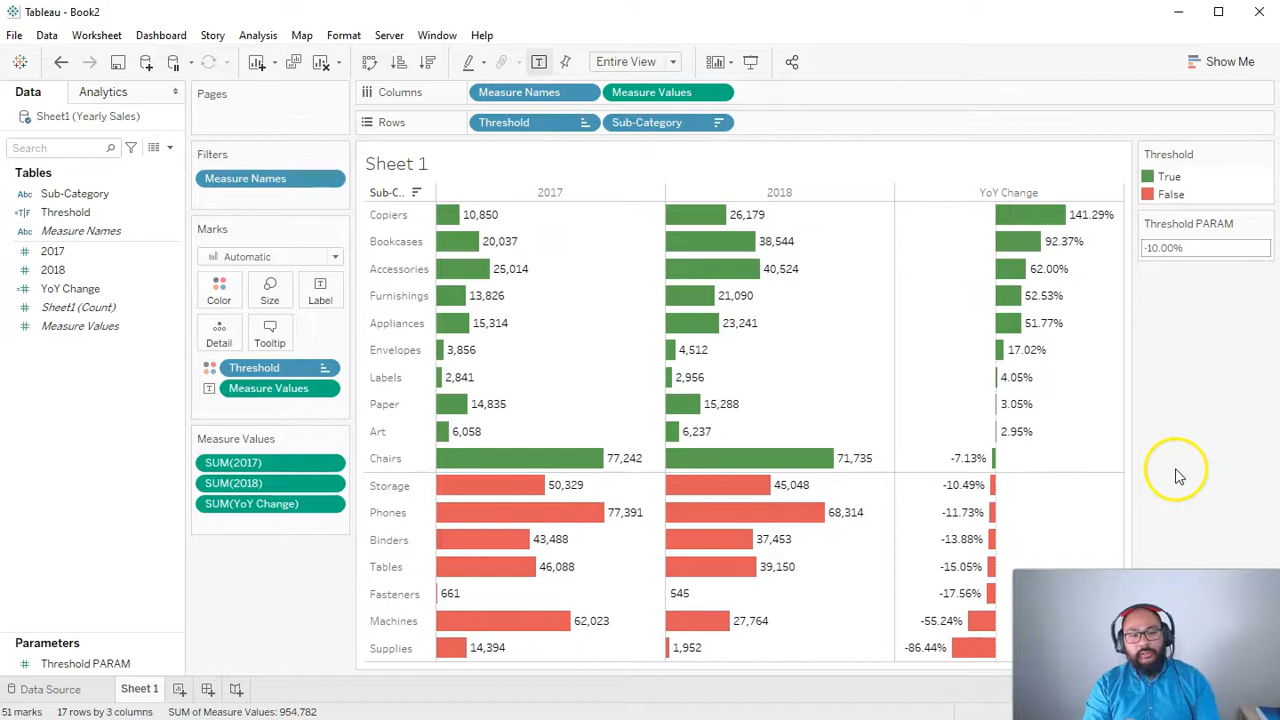 Tableau - Book2
File Data Worksheet Dashboard Story Analysis Map Format Server Window Help
Entire View Show Me
Data Analytics
Sheet1 (Yearly Sales)
Search
Tables
Abc Sub-Category
T|F Threshold
Abc Measure Names
# 2017
# 2018
=# YoY Change
# Sheet1 (Count)
# Measure Values
Parameters
# Threshold PARAM
Pages
Filters
Measure Names
Marks
Automatic
Color Size Label
Detail Tooltip
Threshold
Measure Values
Measure Values
SUM(2017)
SUM(2018)
SUM(YoY Change)
Columns Measure Names Measure Values
Rows Threshold Sub-Category
Sheet 1
Sub-C.. 2017 2018 YoY Change
Copiers 10,850 26,179 141.29%
Bookcases 20,037 38,544 92.37%
Accessories 25,014 40,524 62.00%
Furnishings 13,826 21,090 52.53%
Appliances 15,314 23,241 51.77%
Envelopes 3,856 4,512 17.02%
Labels 2,841 2,956 4.05%
Paper 14,835 15,288 3.05%
Art 6,058 6,237 2.95%
Chairs 77,242 71,735 -7.13%
Storage 50,329 45,048 -10.49%
Phones 77,391 68,314 -11.73%
Binders 43,488 37,453 -13.88%
Tables 46,088 39,150 -15.05%
Fasteners 661 545 -17.56%
Machines 62,023 27,764 -55.24%
Supplies 14,394 1,952 -86.44%
Threshold
True
False
Threshold PARAM
-10.00%
Data Source Sheet 1
51 marks 17 rows by 3 columns SUM of Measure Values: 954,782